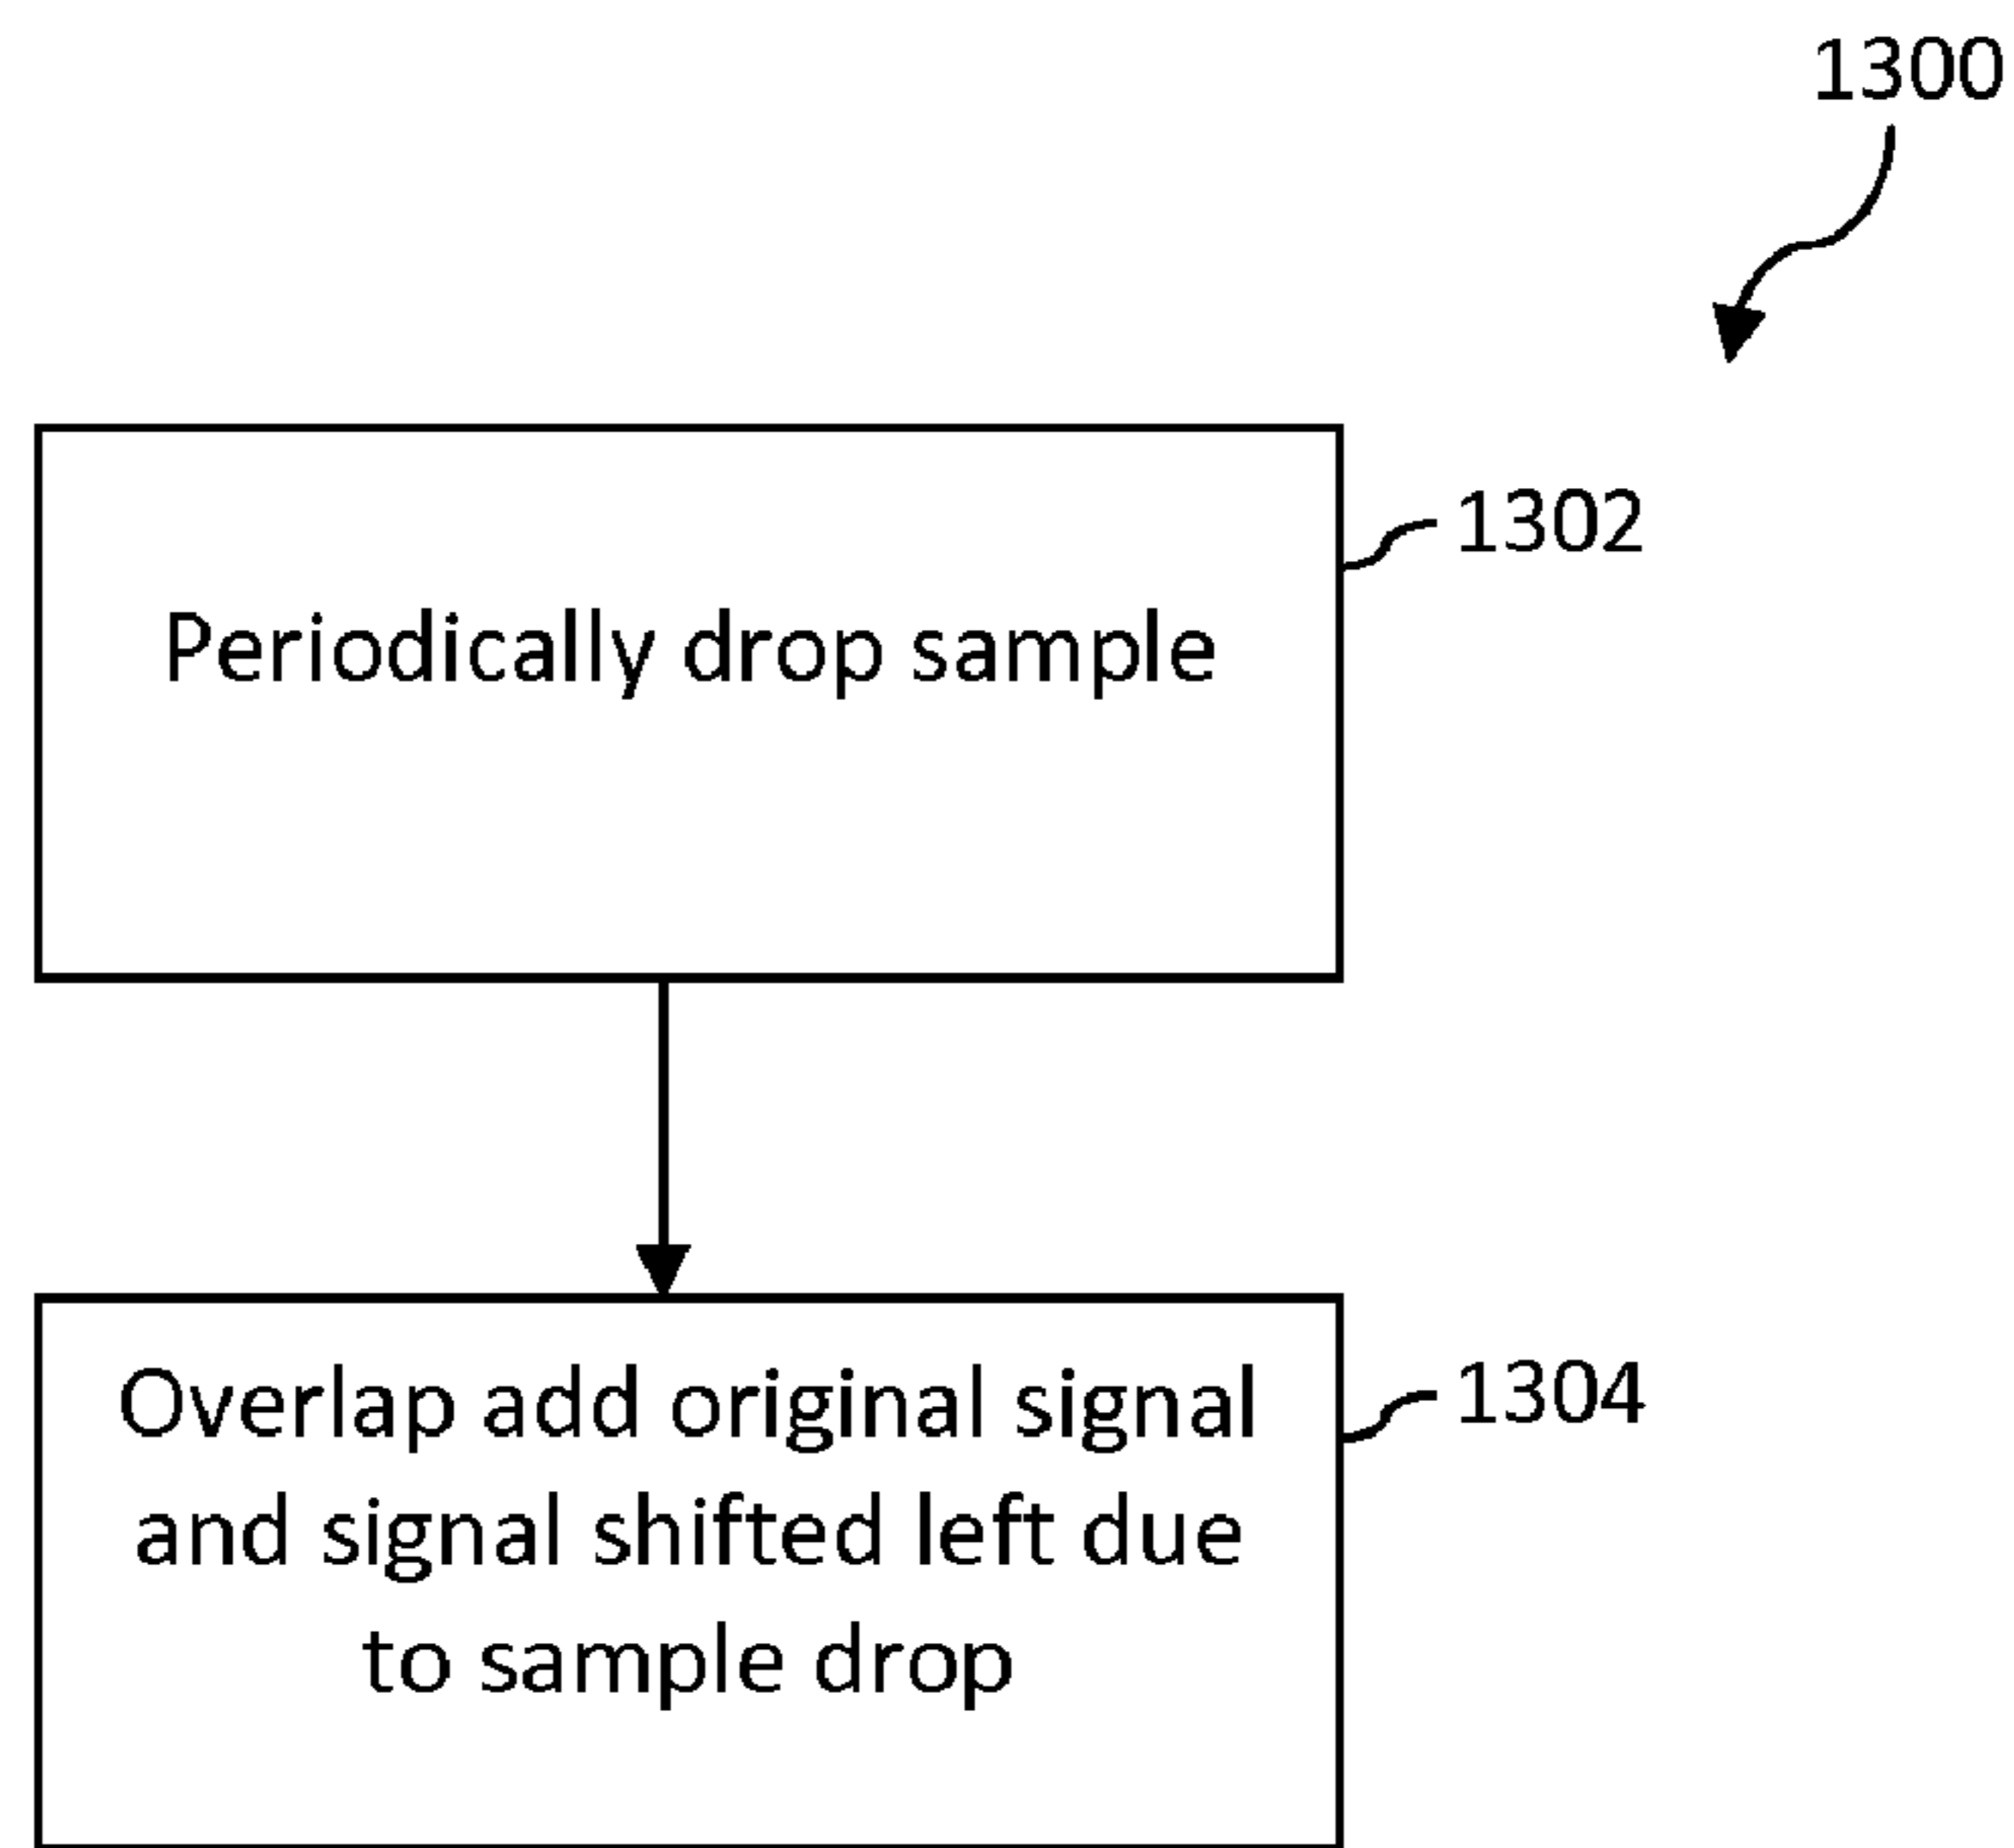 1300
1302
Periodically drop sample
Overlap add original signal
1304
and signal shifted left due
to sample drop